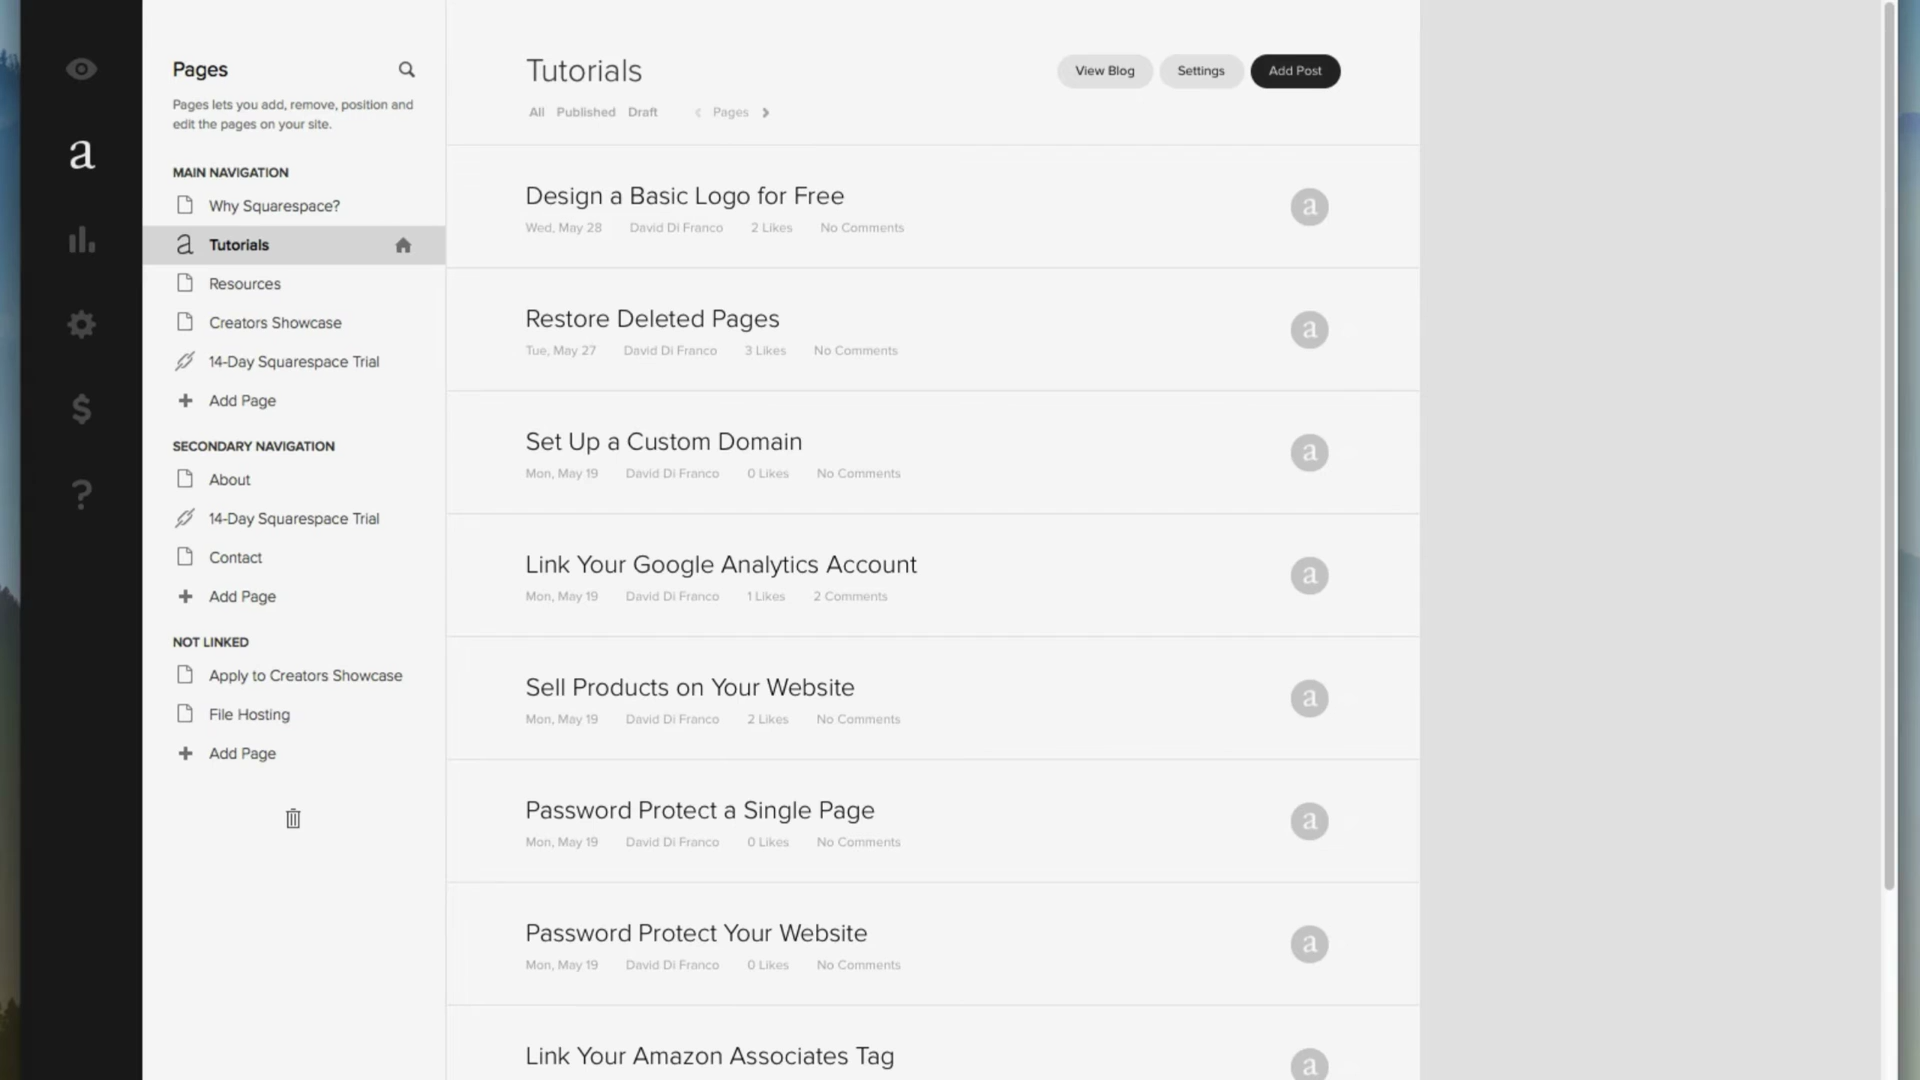 Pages
Pages lets you add, remove, position and
edit the pages on your site.
MAIN NAVIGATION
Why Squarespace?
a Tutorials
Resources
Creators Showcase
14-Day Squarespace Trial
+ Add Page
SECONDARY NAVIGATION
About
14-Day Squarespace Trial
Contact
+ Add Page
NOT LINKED
Apply to Creators Showcase
File Hosting
+ Add Page
a
$
?
Tutorials
View Blog Settings Add Post
All Published Draft < Pages >
Design a Basic Logo for Free
Wed, May 28 David Di Franco 2 Likes No Comments
a
Restore Deleted Pages
Tue, May 27 David Di Franco 3 Likes No Comments
a
Set Up a Custom Domain
Mon, May 19 David Di Franco 0 Likes No Comments
a
Link Your Google Analytics Account
Mon, May 19 David Di Franco 1 Likes 2 Comments
a
Sell Products on Your Website
Mon, May 19 David Di Franco 2 Likes No Comments
a
Password Protect a Single Page
Mon, May 19 David Di Franco 0 Likes No Comments
a
Password Protect Your Website
Mon, May 19 David Di Franco 0 Likes No Comments
a
Link Your Amazon Associates Tag
a